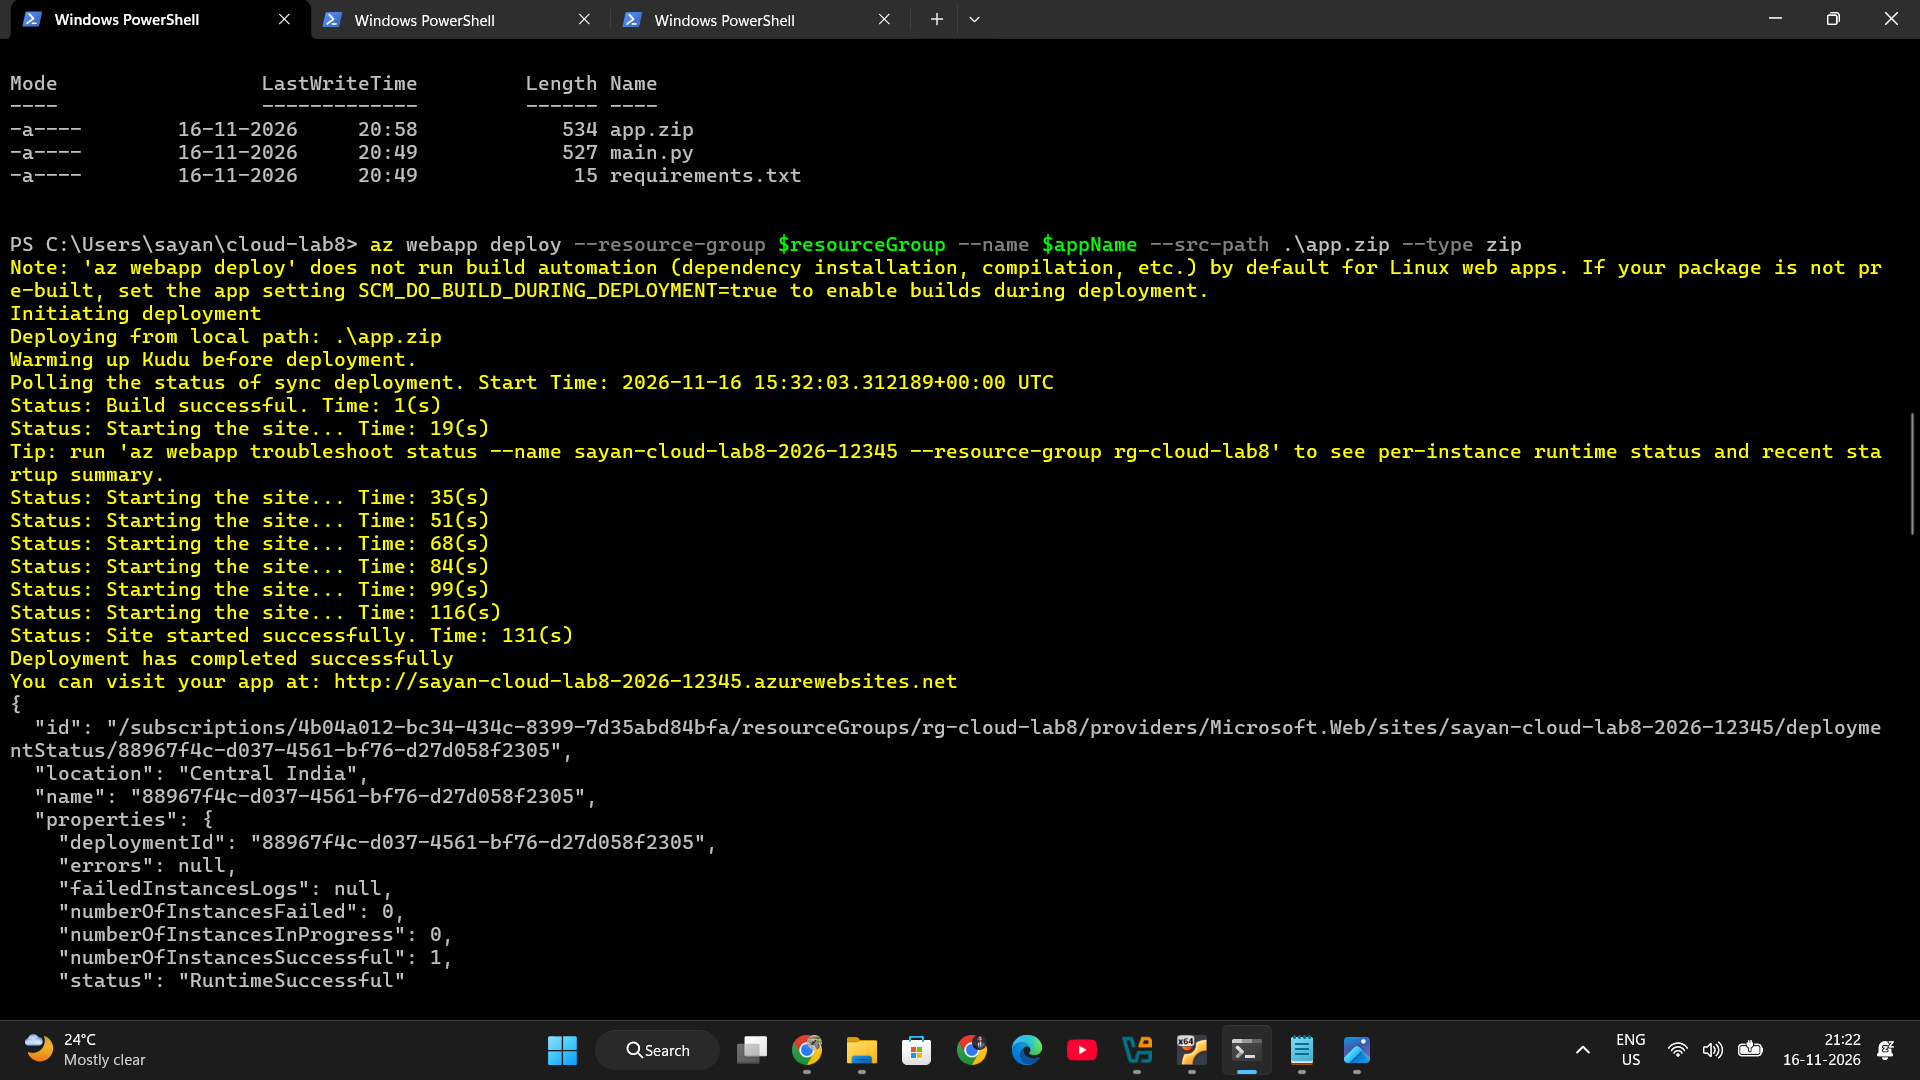 Windows PowerShell
Windows PowerShell
Windows PowerShell
Mode                 LastWriteTime         Length Name
----                 -------------         ------ ----
-a----        16-11-2026     20:58            534 app.zip
-a----        16-11-2026     20:49            527 main.py
-a----        16-11-2026     20:49             15 requirements.txt
PS C:\Users\sayan\cloud-lab8> az webapp deploy --resource-group $resourceGroup --name $appName --src-path .\app.zip --type zip
Note: 'az webapp deploy' does not run build automation (dependency installation, compilation, etc.) by default for Linux web apps. If your package is not pr
e-built, set the app setting SCM_DO_BUILD_DURING_DEPLOYMENT=true to enable builds during deployment.
Initiating deployment
Deploying from local path: .\app.zip
Warming up Kudu before deployment.
Polling the status of sync deployment. Start Time: 2026-11-16 15:32:03.312189+00:00 UTC
Status: Build successful. Time: 1(s)
Status: Starting the site... Time: 19(s)
Tip: run 'az webapp troubleshoot status --name sayan-cloud-lab8-2026-12345 --resource-group rg-cloud-lab8' to see per-instance runtime status and recent sta
rtup summary.
Status: Starting the site... Time: 35(s)
Status: Starting the site... Time: 51(s)
Status: Starting the site... Time: 68(s)
Status: Starting the site... Time: 84(s)
Status: Starting the site... Time: 99(s)
Status: Starting the site... Time: 116(s)
Status: Site started successfully. Time: 131(s)
Deployment has completed successfully
You can visit your app at: http://sayan-cloud-lab8-2026-12345.azurewebsites.net
{
  "id": "/subscriptions/4b04a012-bc34-434c-8399-7d35abd84bfa/resourceGroups/rg-cloud-lab8/providers/Microsoft.Web/sites/sayan-cloud-lab8-2026-12345/deployme
ntStatus/88967f4c-d037-4561-bf76-d27d058f2305",
  "location": "Central India",
  "name": "88967f4c-d037-4561-bf76-d27d058f2305",
  "properties": {
    "deploymentId": "88967f4c-d037-4561-bf76-d27d058f2305",
    "errors": null,
    "failedInstancesLogs": null,
    "numberOfInstancesFailed": 0,
    "numberOfInstancesInProgress": 0,
    "numberOfInstancesSuccessful": 1,
    "status": "RuntimeSuccessful"
24°C
Mostly clear
Search
x64
ENG
US
21:22
16-11-2026